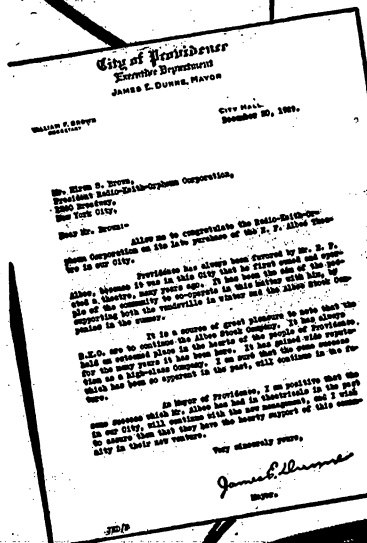 City of Providence
Executive Department
JAMES E. DUNNE, MAYOR
WILLIAM F. BROWN
SECRETARY
CITY HALL
December 20, 1929.
Mr. Hiram S. Brown,
President Radio-Keith-Orpheum Corporation,
1560 Broadway,
New York City.
Dear Mr. Brown:-
Allow me to congratulate the Radio-Keith-Or-
pheum Corporation on its late purchase of the E. F. Albee Thea-
tre in our City.
Providence has always been favored by Mr. E. F.
Albee, because it was in this City that he first owned and oper-
ated a theatre, many years ago. It has been the aim of the peo-
ple of the community to co-operate in this matter with him, by
supporting both the vaudeville in winter and the Albee Stock Com-
panies in the summer.
It is a source of great pleasure to note that the
R.K.O. are to continue the Albee Stock Company. It has always
held an esteemed place in the hearts of the people of Providence,
for the many years it has been here. It has gained wide reputa-
tion as a high-class Company. I am sure that the same success
which has been so apparent in the past, will continue in the fu-
ture.
As Mayor of Providence, I am positive that the
same success which Mr. Albee has had in theatricals in the past
in our City, will continue with the new management, and I wish
to assure them that they have the hearty support of this commu-
nity in their new venture.
Very sincerely yours,
James E. Dunne
Mayor.
JED/B